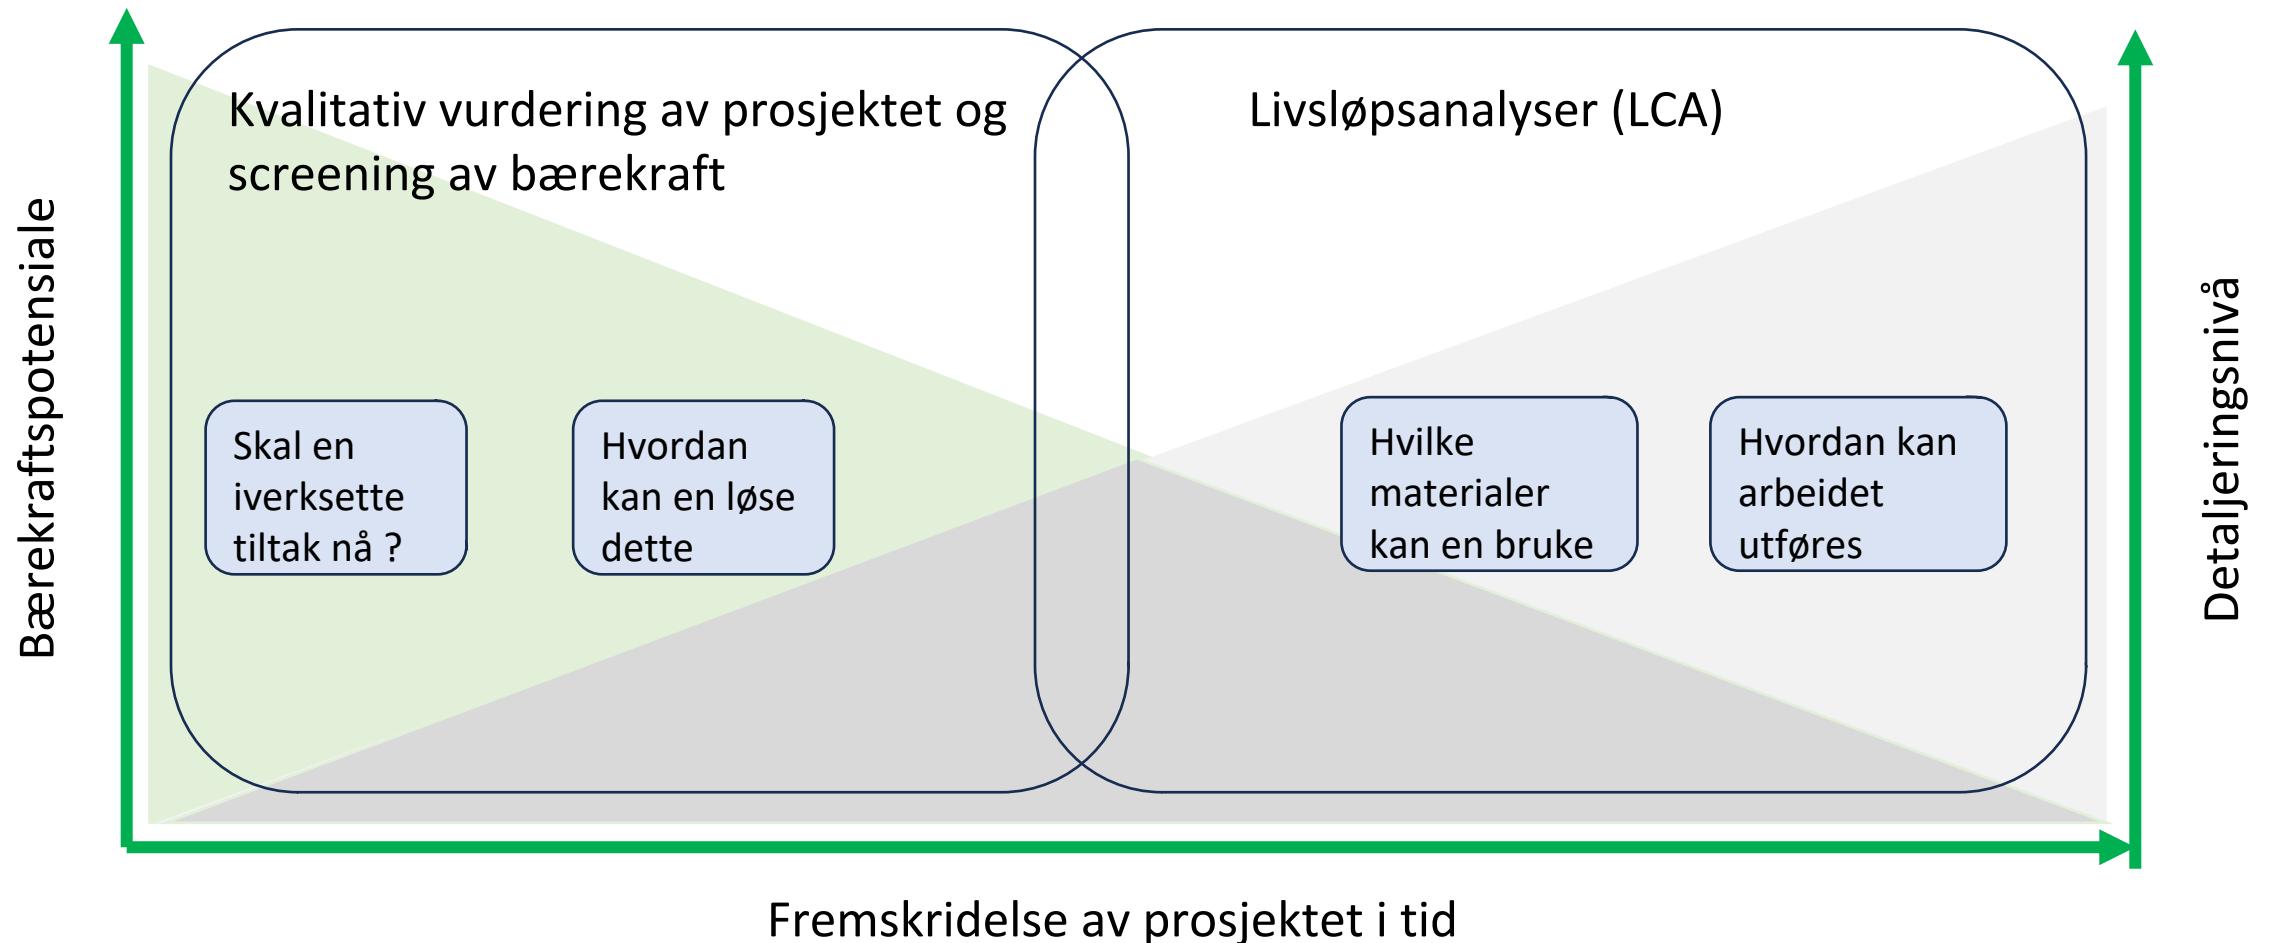 Kvalitativ vurdering av prosjektet og
screening av bærekraft
Livsløpsanalyser (LCA)
Bærekraftspotensiale
Skal en
iverksette
tiltak nå ?
Hvordan
kan en løse
dette
Hvilke
materialer
kan en bruke
Hvordan kan
arbeidet
utføres
Detaljeringsnivå
Fremskridelse av prosjektet i tid